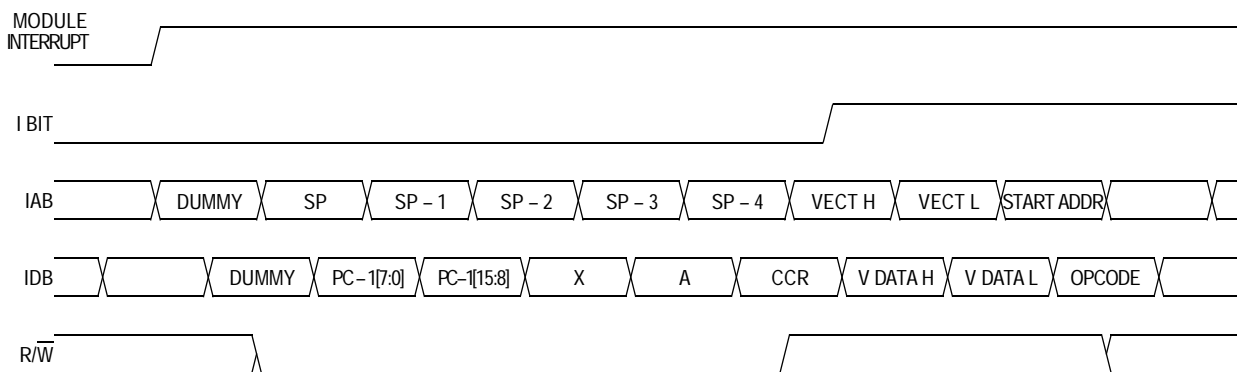 MODULE
INTERRUPT
I BIT
IAB DUMMY SP SP – 1 SP – 2 SP – 3 SP – 4 VECT H VECT L START ADDR
IDB DUMMY PC – 1[7:0] PC–1[15:8] X A CCR V DATA H V DATA L OPCODE
R/W̅